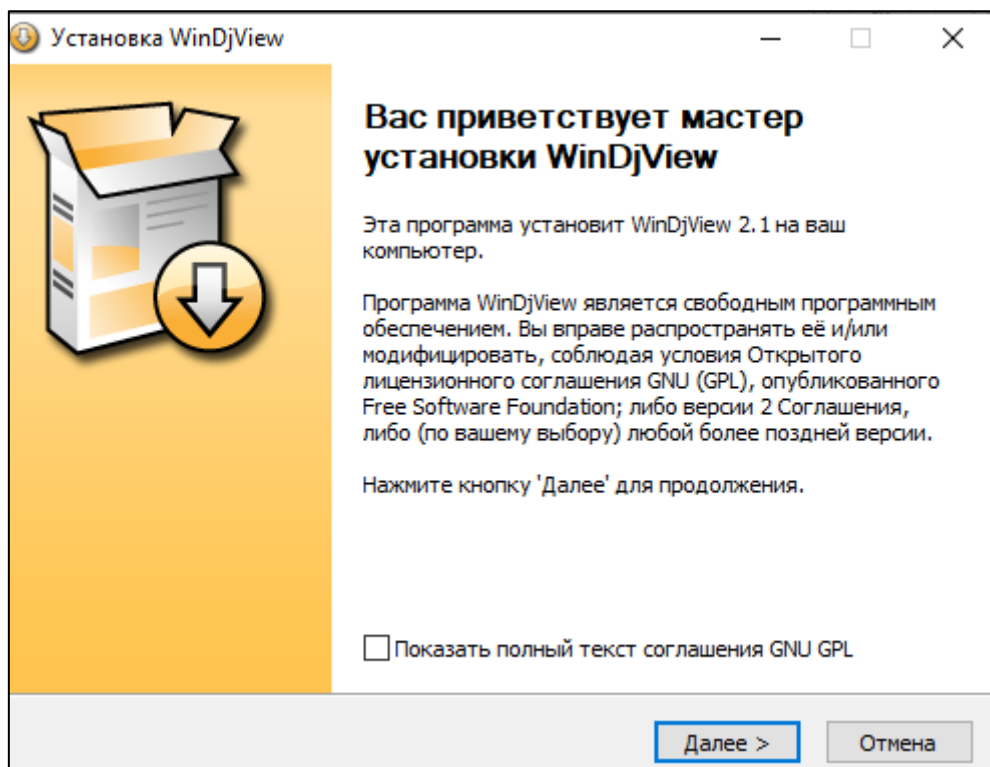 Установка WinDjView
Вас приветствует мастер
установки WinDjView
Эта программа установит WinDjView 2.1 на ваш
компьютер.
Программа WinDjView является свободным программным
обеспечением. Вы вправе распространять её и/или
модифицировать, соблюдая условия Открытого
лицензионного соглашения GNU (GPL), опубликованного
Free Software Foundation; либо версии 2 Соглашения,
либо (по вашему выбору) любой более поздней версии.
Нажмите кнопку 'Далее' для продолжения.
Показать полный текст соглашения GNU GPL
Далее >
Отмена